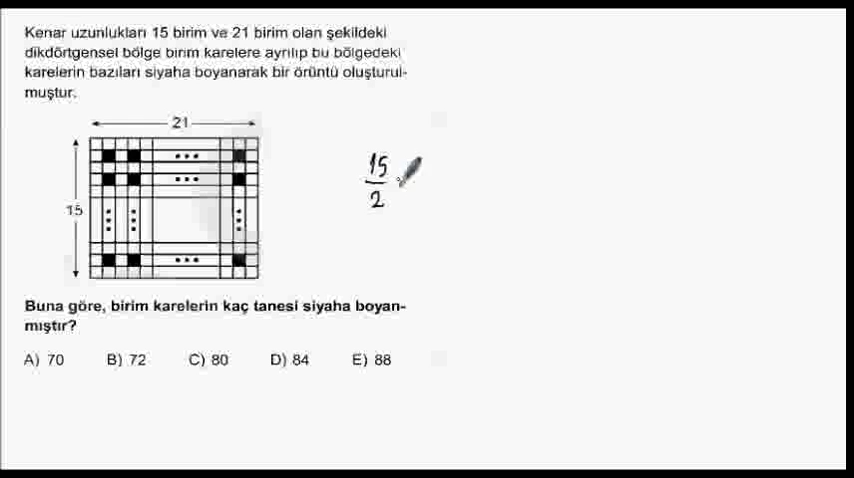 Kenar uzunlukları 15 birim ve 21 birim olan şekildeki
dikdörtgensel bölge birim karelere ayrılıp bu bölgedeki
karelerin bazıları siyaha boyanarak bir örüntü oluşturul-
muştur.
21
15
15
2
Buna göre, birim karelerin kaç tanesi siyaha boyan-
mıştır?
A) 70 B) 72 C) 80 D) 84 E) 88